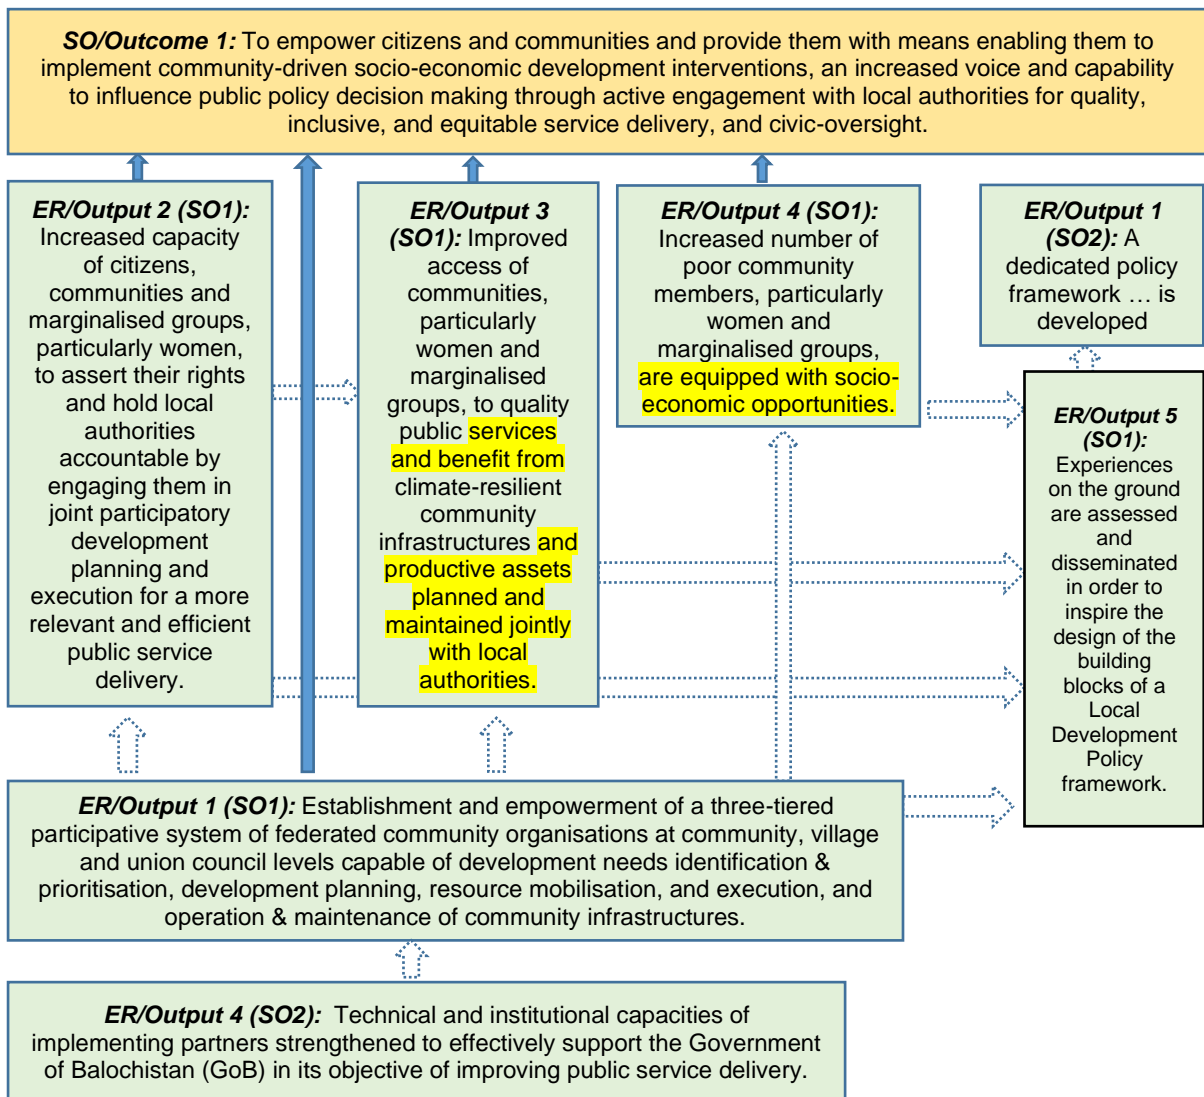 SO/Outcome 1: To empower citizens and communities and provide them with means enabling them to
implement community-driven socio-economic development interventions, an increased voice and capability
to influence public policy decision making through active engagement with local authorities for quality,
inclusive, and equitable service delivery, and civic-oversight.
ER/Output 2 (SO1):
Increased capacity
of citizens,
communities and
marginalised groups,
particularly women,
to assert their rights
and hold local
authorities
accountable by
engaging them in
joint participatory
development
planning and
execution for a more
relevant and efficient
public service
delivery.
ER/Output 3
(SO1): Improved
access of
communities,
particularly
women and
marginalised
groups, to quality
public services
and benefit from
climate-resilient
community
infrastructures and
productive assets
planned and
maintained jointly
with local
authorities.
ER/Output 4 (SO1):
Increased number of
poor community
members, particularly
women and
marginalised groups,
are equipped with socio-
economic opportunities.
ER/Output 1
(SO2): A
dedicated policy
framework … is
developed
ER/Output 5
(SO1):
Experiences
on the ground
are assessed
and
disseminated
in order to
inspire the
design of the
building
blocks of a
Local
Development
Policy
framework.
ER/Output 1 (SO1): Establishment and empowerment of a three-tiered
participative system of federated community organisations at community, village
and union council levels capable of development needs identification &
prioritisation, development planning, resource mobilisation, and execution, and
operation & maintenance of community infrastructures.
ER/Output 4 (SO2): Technical and institutional capacities of
implementing partners strengthened to effectively support the Government
of Balochistan (GoB) in its objective of improving public service delivery.